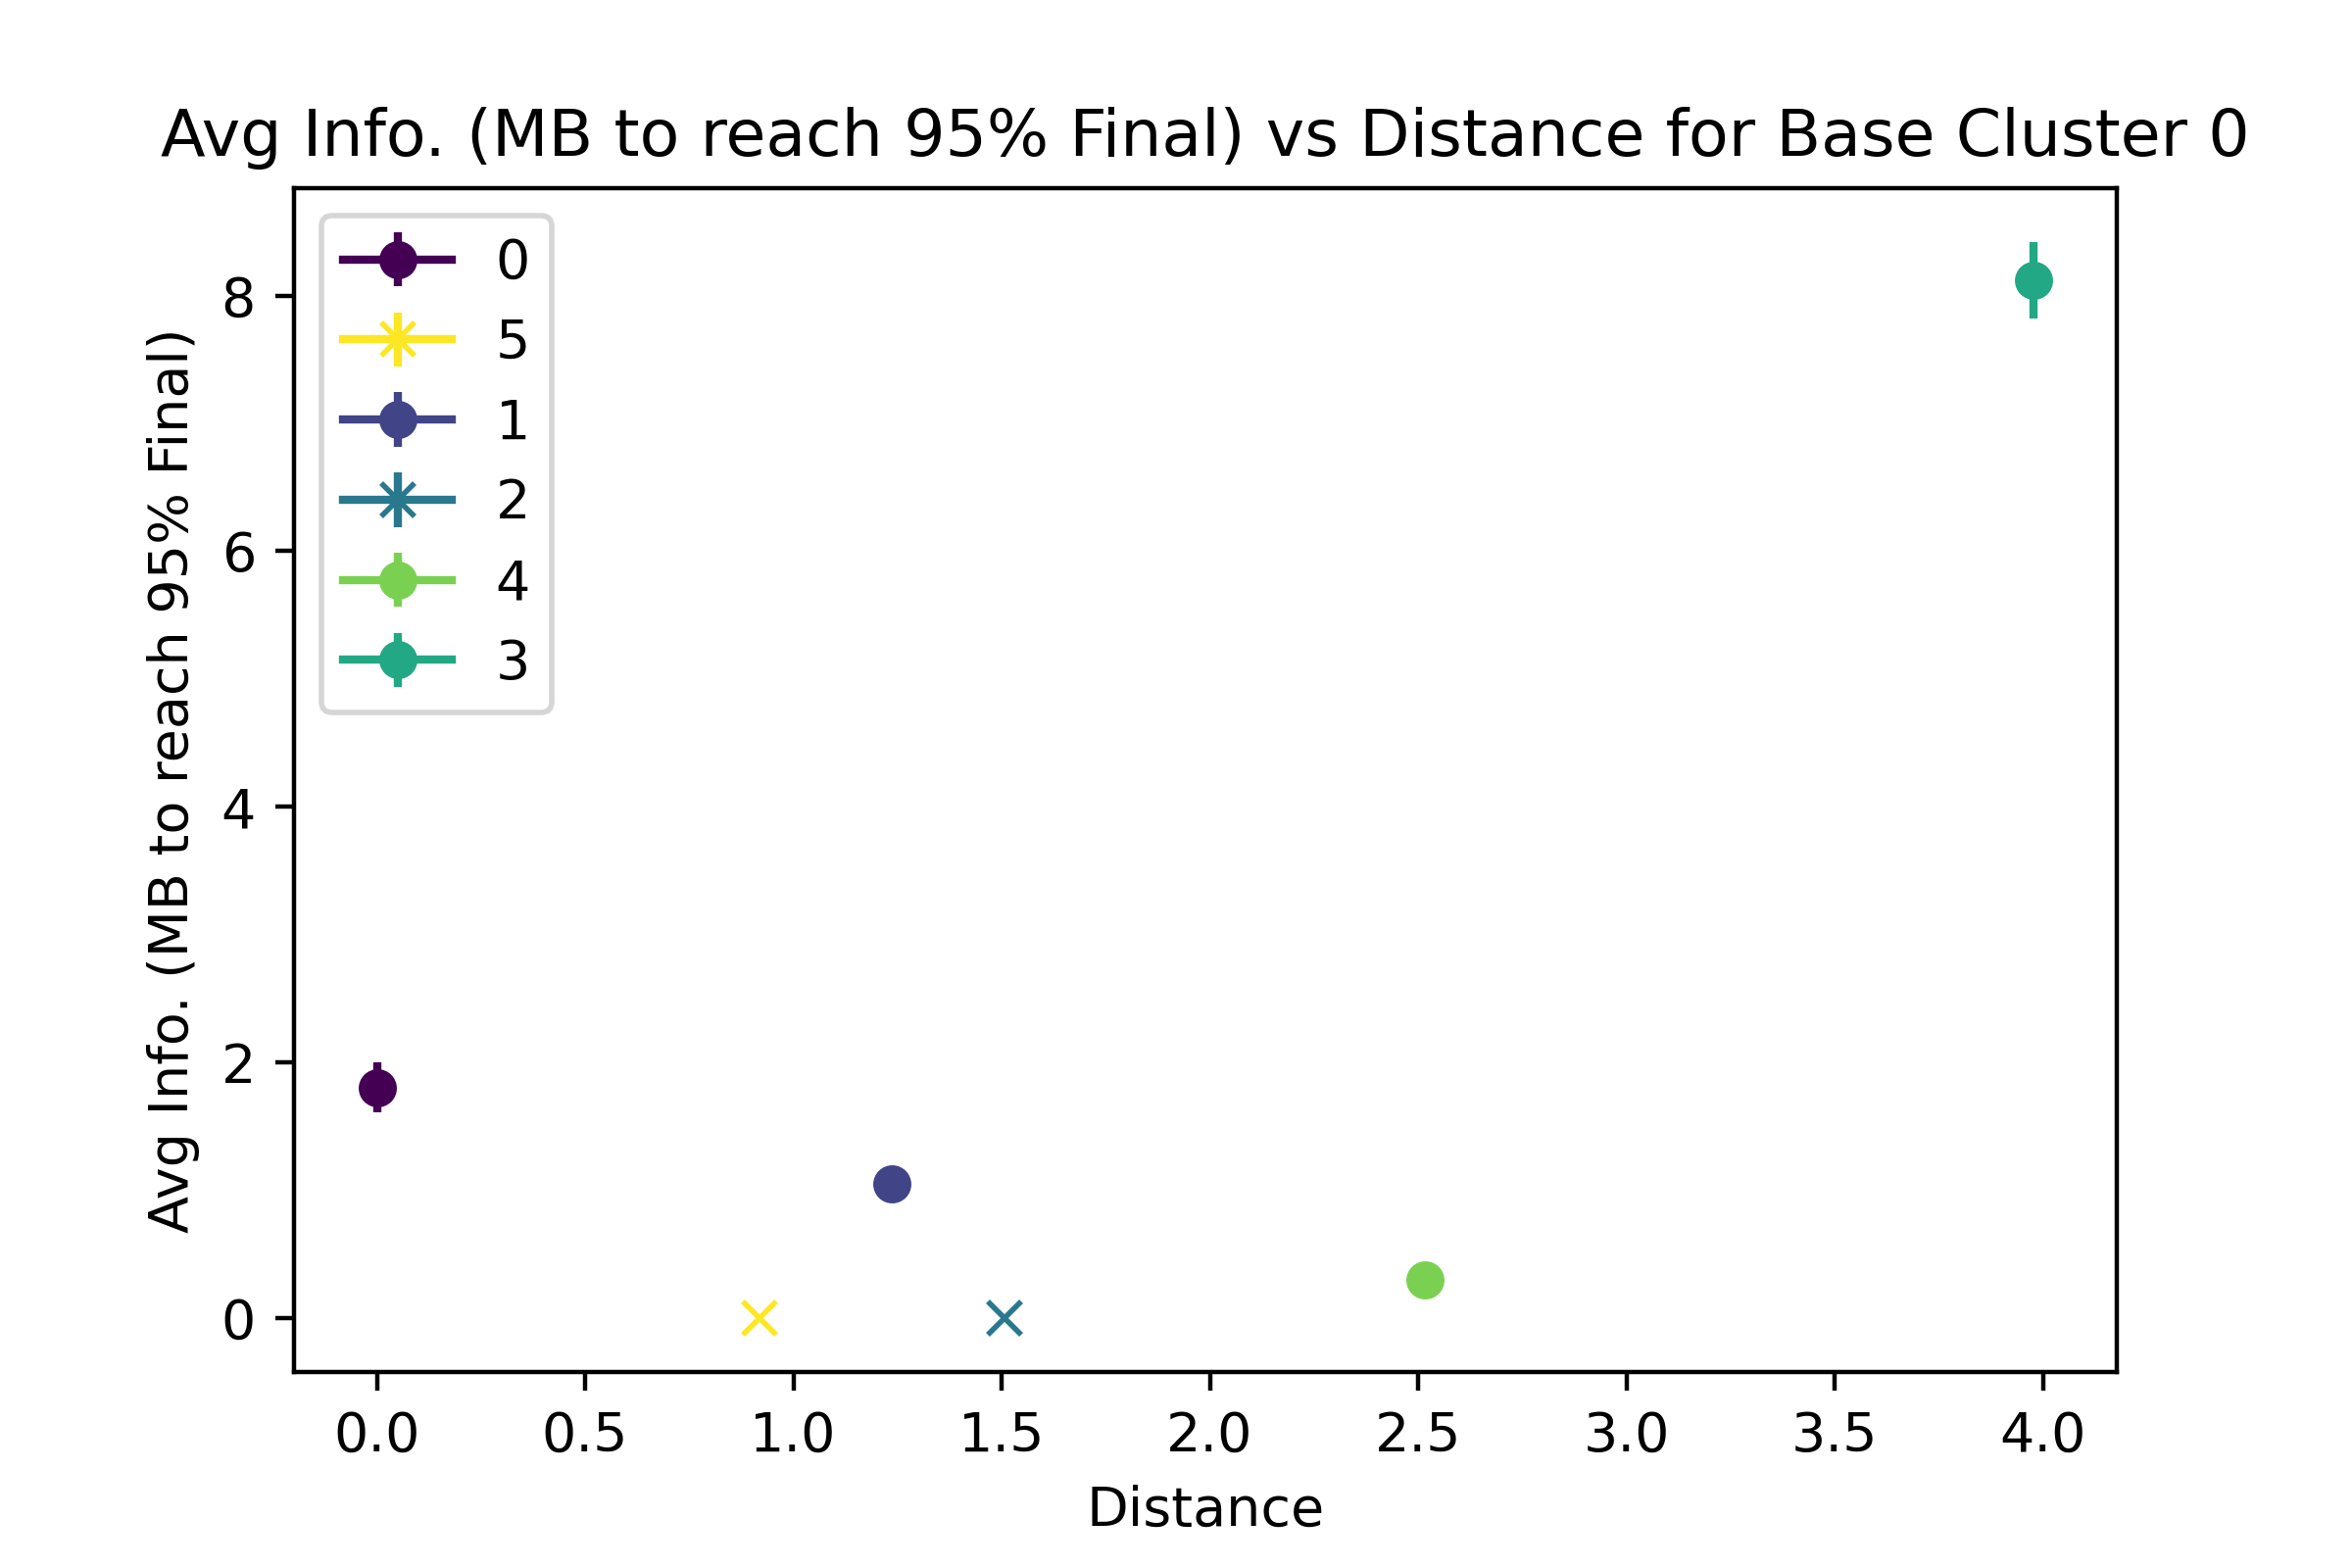 Avg Info. (MB to reach 95% Final) vs Distance for Base Cluster 0
Avg Info. (MB to reach 95% Final)
8
6
4
2
0
0
5
1
2
4
3
0.0 0.5 1.0 1.5 2.0 2.5 3.0 3.5 4.0
Distance